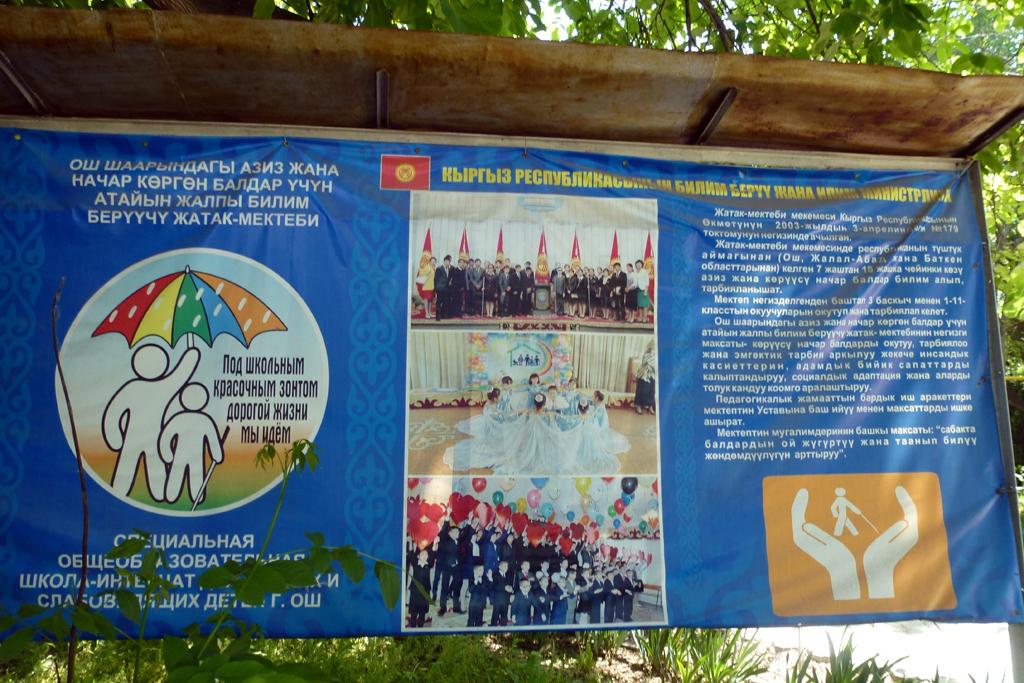 ОШ ШААРЫНДАГЫ АЗИЗ ЖАНА
НАЧАР КӨРГӨН БАЛДАР ҮЧҮН
АТАЙЫН ЖАЛПЫ БИЛИМ
БЕРҮҮЧҮ ЖАТАК-МЕКТЕБИ
Под школьным
красочным зонтом
дорогой жизни
мы идём
СПЕЦИАЛЬНАЯ
ОБЩЕОБРАЗОВАТЕЛЬНАЯ
ШКОЛА-ИНТЕРНАТ И
СЛАБОВИДЯЩИХ ДЕТЕЙ Г. ОШ
КЫРГЫЗ РЕСПУБЛИКАСЫНЫН БИЛИМ БЕРҮҮ ЖАНА ИЛИМ МИНИСТРЛИГИ
Жатак-мектеби мекемеси Кыргыз Республикасынын
Өкмөтүнүн 2003-жылдын 3-апрелиндеги №179
токтомунун негизинде ачылган.
Жатак-мектеби мекемесинде республиканын түштүк
аймагынан (Ош, Жалал-Абад жана Баткен
областтарынан) келген 7 жаштан 18 жашка чейинки көзү
азиз жана көрүүсү начар балдар билим алып,
тарбияланышат.
Мектеп негизделгенден баштап 3 баскыч менен 1-11-
класстын окуучуларын окутуп жана тарбиялап келет.
Ош шаарындагы азиз жана начар көргөн балдар үчүн
атайын жалпы билим берүүчү жатак- мектебинин негизги
максаты- көрүүсү начар балдарды окутуу, тарбиялоо
жана эмгектик тарбия аркылуу жекече инсандык
касиеттерин, адамдык бийик сапаттарды
калыптандыруу, социалдык адаптация жана аларды
толук кандуу коомго аралаштыруу.
Педагогикалык жамааттын бардык иш аракеттери
мектептин Уставына баш ийүү менен максаттарды ишке
ашырат.
Мектептин мугалимдеринин башкы максаты: "сабакта
балдардын ой жүгүртүү жана таанып билүү
жөндөмдүүлүгүн арттыруу".